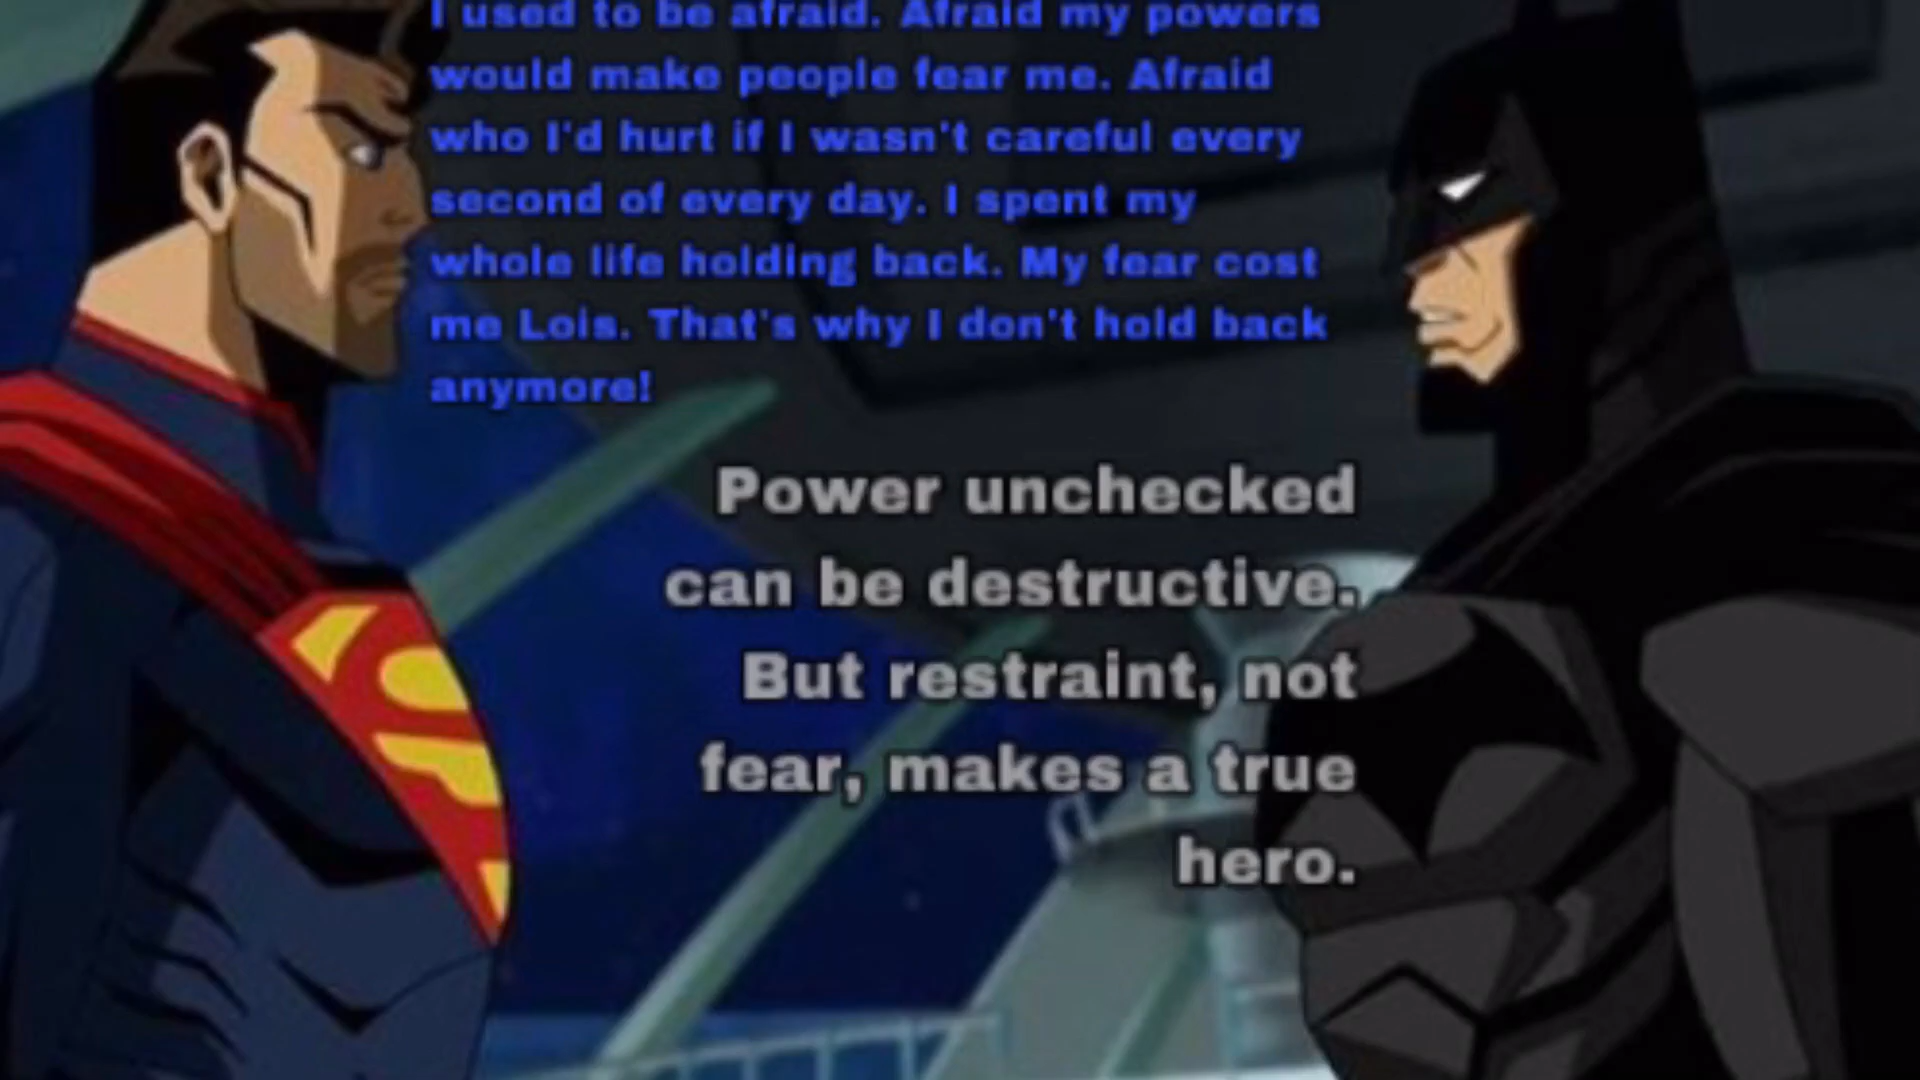 I used to be afraid. Afraid my powers
would make people fear me. Afraid
who I'd hurt if I wasn't careful every
second of every day. I spent my
whole life holding back. My fear cost
me Lois. That's why I don't hold back
anymore!
Power unchecked
can be destructive.
But restraint, not
fear, makes a true
hero.